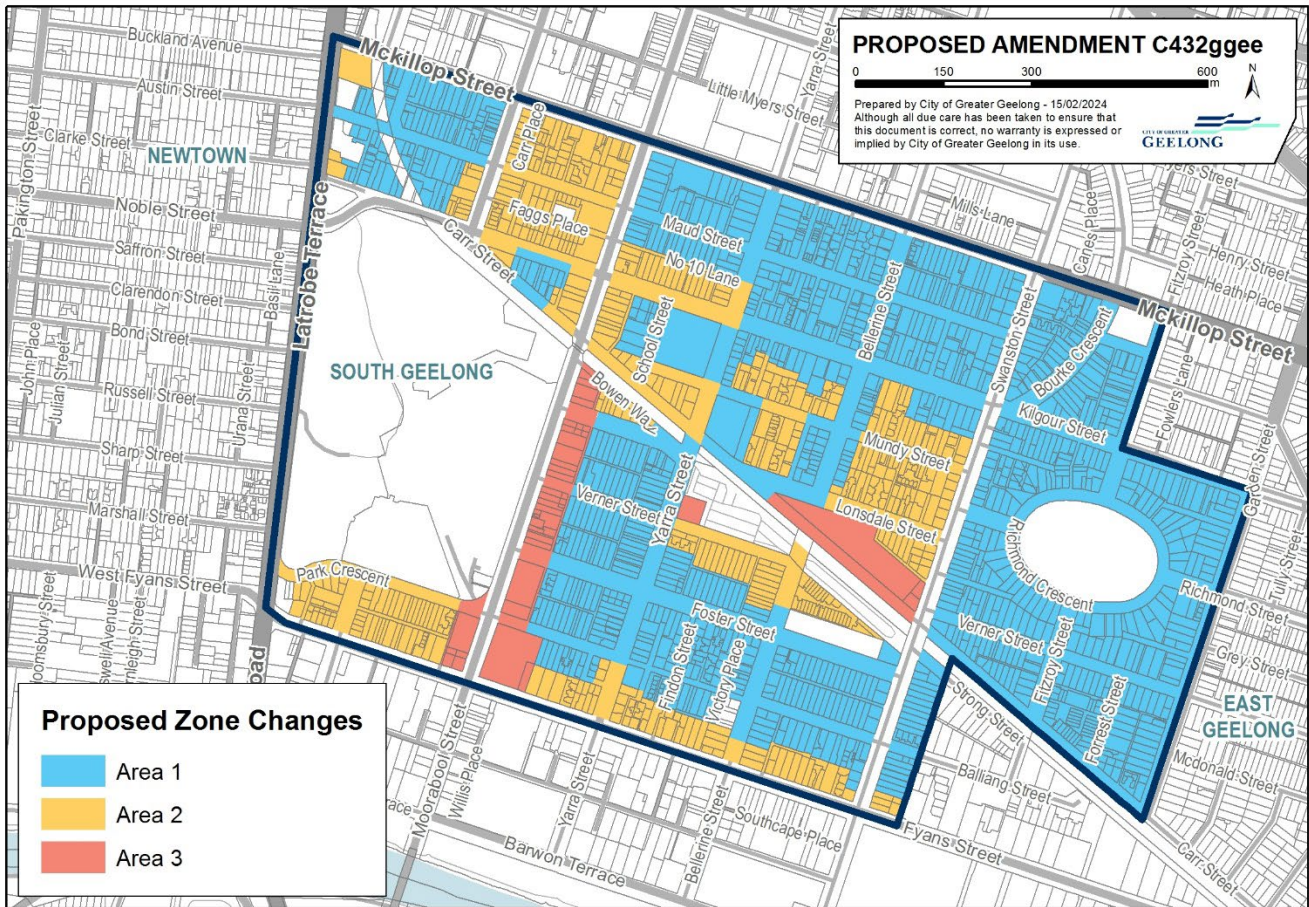 PROPOSED AMENDMENT C432ggee
0 150 300 600
m
N
Prepared by City of Greater Geelong - 15/02/2024
Although all due care has been taken to ensure that
this document is correct, no warranty is expressed or
implied by City of Greater Geelong in its use.
CITY OF GREATER
GEELONG
Buckland Avenue
Austin Street
Clarke Street
Pakington Street
NEWTOWN
Noble Street
Saffron Street
Clarendon Street
Bond Street
Basil Lane
John Place
Julian Street
Russell Street
Urana Street
Sharp Street
Marshall Street
West Fyans Street
Latrobe Terrace
Mckillop Street
Carr Place
Little Myers Street
Yarra Street
Mills Lane
Canes Place
Fitzroy Street
Henry Street
Heath Place
Mckillop Street
Faggs Place
Carr Street
Maud Street
No 10 Lane
School Street
Bellerine Street
Swanston Street
Bourke Crescent
Kilgour Street
Fowlers Lane
Garden Street
SOUTH GEELONG
Bowen Way
Mundy Street
Verner Street
Yarra Street
Lonsdale Street
Richmond Crescent
Richmond Street
Tully Street
Grey Street
Park Crescent
Foster Street
Findon Street
Victory Place
Verner Street
Fitzroy Street
Forrest Street
EAST
GEELONG
Mcdonald Street
Strong Street
Balliang Street
Carr Street
Moorabool Street
Willis Place
Yarra Street
Bellerine Street
Southcape Place
Fyans Street
Barwon Terrace
Proposed Zone Changes
Area 1
Area 2
Area 3